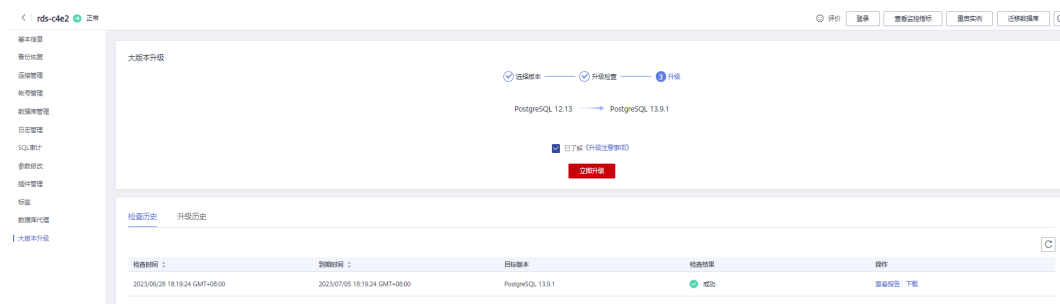 rds-c4e2 正常
评价 登录 查看监控指标 重启实例 迁移数据库
基本信息
备份恢复
连接管理
帐号管理
数据库管理
日志管理
SQL审计
参数修改
插件管理
标签
数据库代理
大版本升级
大版本升级
选择版本 升级检查 3 升级
PostgreSQL 12.13 PostgreSQL 13.9.1
已了解《升级注意事项》
立即升级
检查历史 升级历史
检查时间 到期时间 目标版本 检查结果 操作
2023/06/28 18:19:24 GMT+08:00 2023/07/05 18:19:24 GMT+08:00 PostgreSQL 13.9.1 成功 查看报告 下载